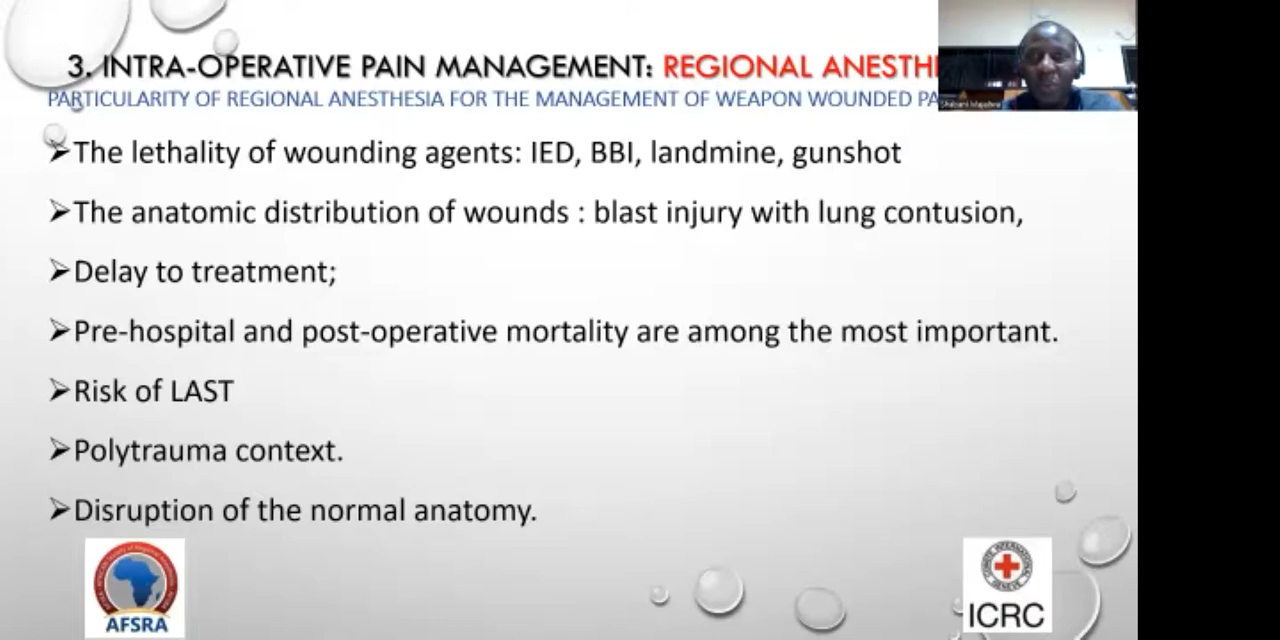 3. INTRA-OPERATIVE PAIN MANAGEMENT: REGIONAL ANESTH
PARTICULARITY OF REGIONAL ANESTHESIA FOR THE MANAGEMENT OF WEAPON WOUNDED PA
➢The lethality of wounding agents: IED, BBI, landmine, gunshot
➢The anatomic distribution of wounds : blast injury with lung contusion,
➢Delay to treatment;
➢Pre-hospital and post-operative mortality are among the most important.
➢Risk of LAST
➢Polytrauma context.
➢Disruption of the normal anatomy.
AFSRA
COMITE INTERNATIONAL GENEVE
ICRC